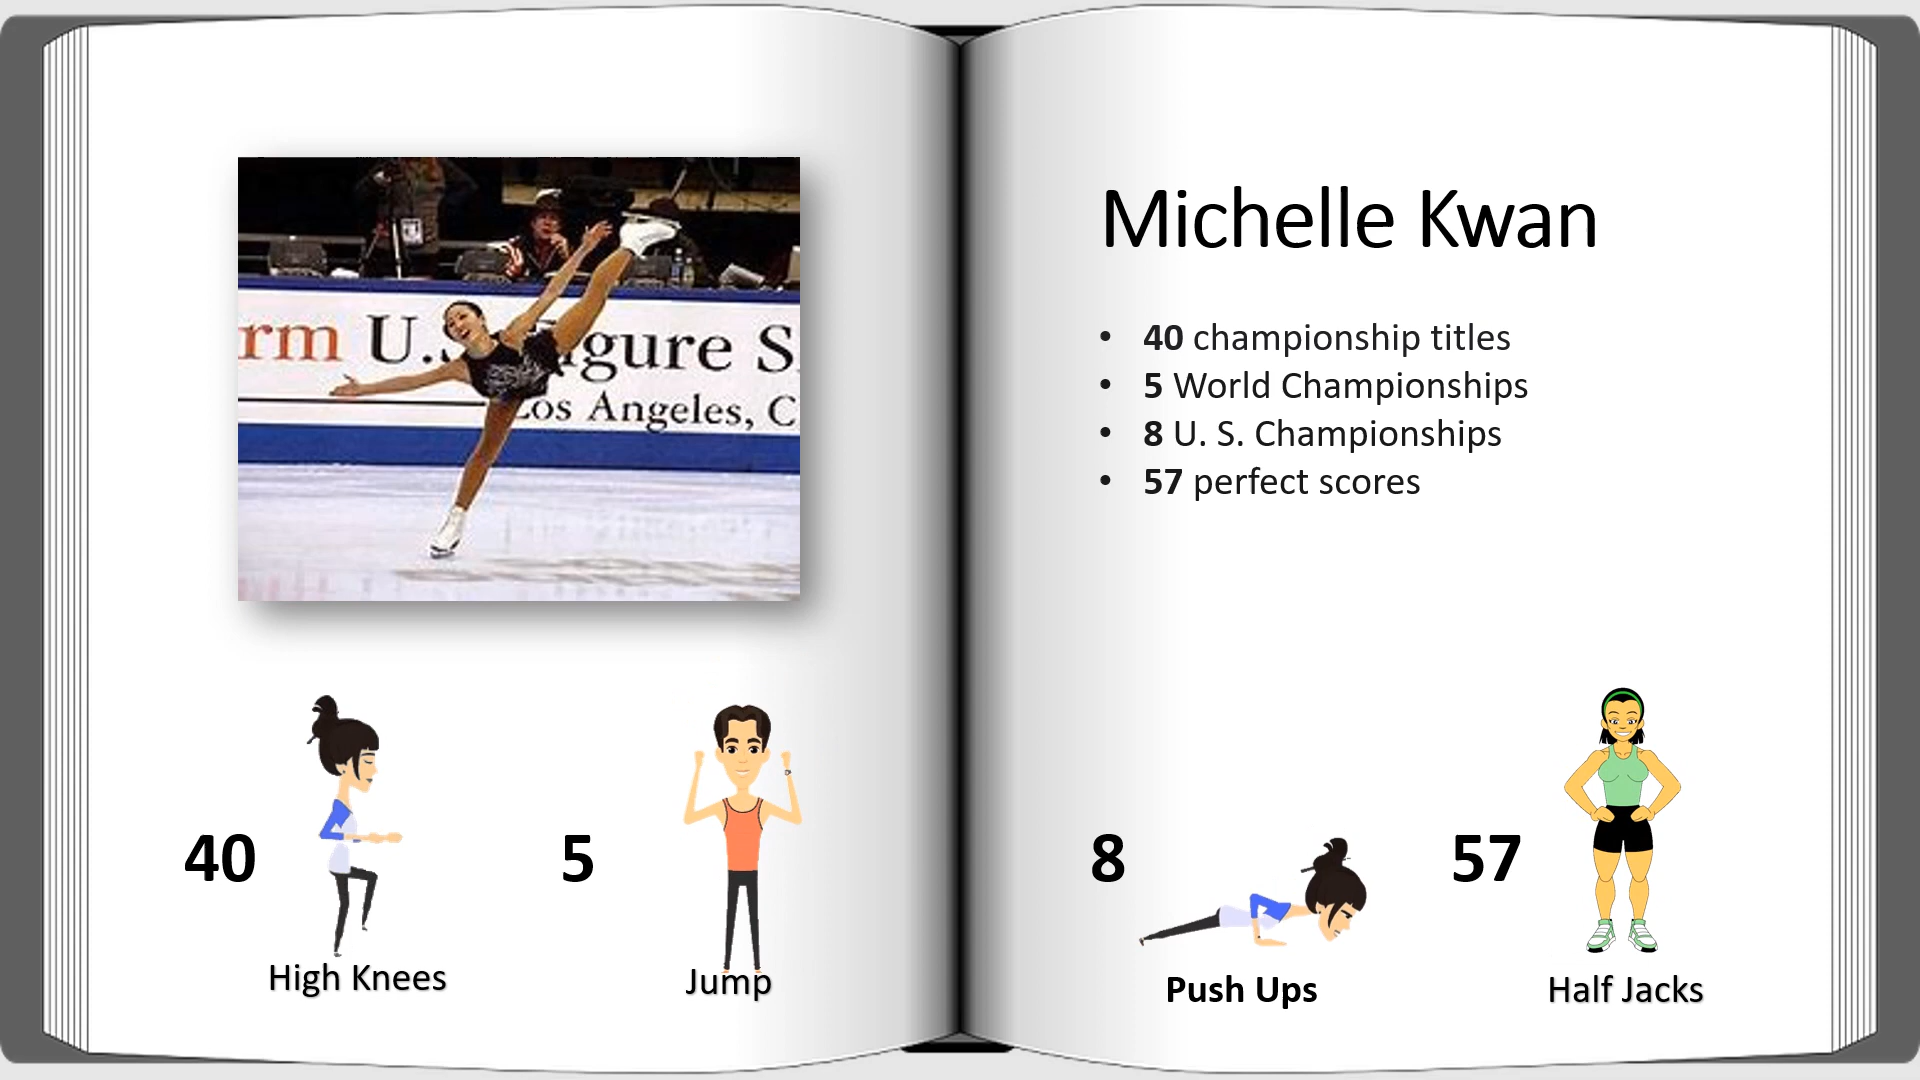 rm U.S. Figure S
Los Angeles, C
Michelle Kwan
• 40 championship titles
• 5 World Championships
• 8 U. S. Championships
• 57 perfect scores
40
High Knees
5
Jump
8
Push Ups
57
Half Jacks